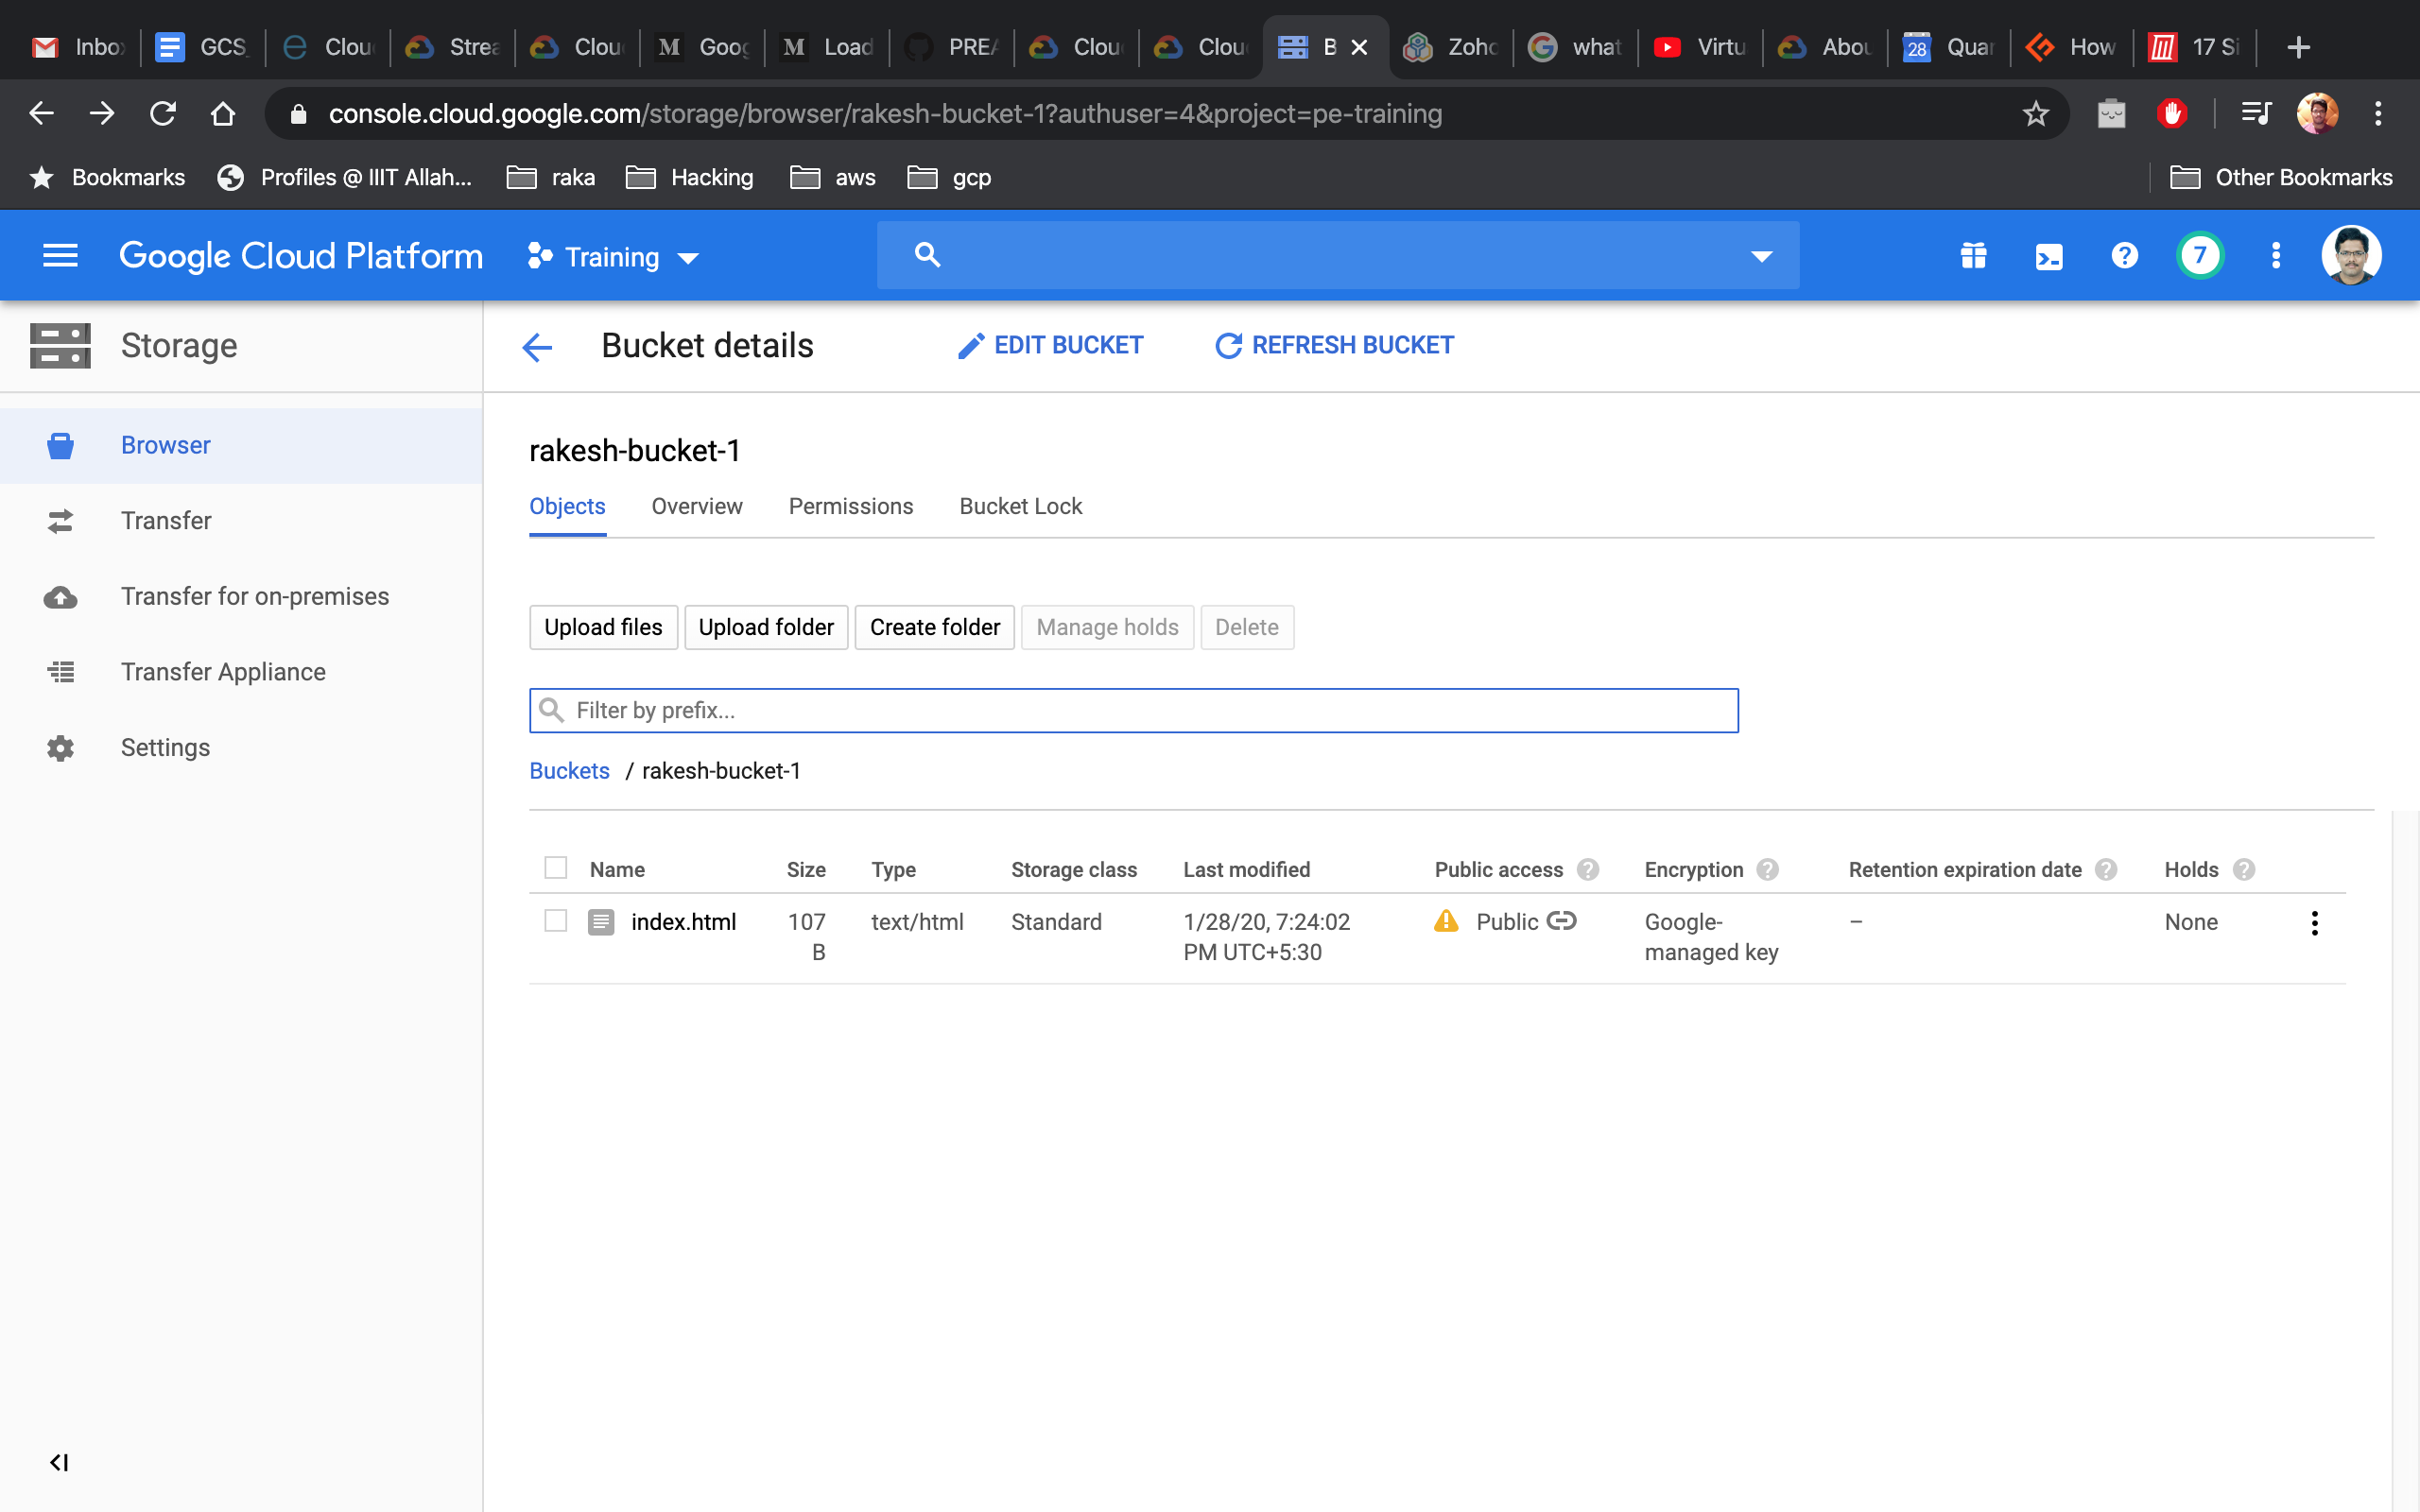 Inbo GCS_ Clou Strea Clou M Goog M Load PREA Clou Clou B Zoho what Virtu Abou 28 Quar How 17 Si
console.cloud.google.com/storage/browser/rakesh-bucket-1?authuser=4&project=pe-training
Bookmarks Profiles @ IIIT Allah... raka Hacking aws gcp Other Bookmarks
Google Cloud Platform Training 7
Storage Bucket details EDIT BUCKET REFRESH BUCKET
Browser
Transfer
Transfer for on-premises
Transfer Appliance
Settings
rakesh-bucket-1
Objects Overview Permissions Bucket Lock
Upload files Upload folder Create folder Manage holds Delete
Filter by prefix...
Buckets / rakesh-bucket-1
Name Size Type Storage class Last modified Public access Encryption Retention expiration date Holds
index.html 107 text/html Standard 1/28/20, 7:24:02 Public Google- – None
B PM UTC+5:30 managed key